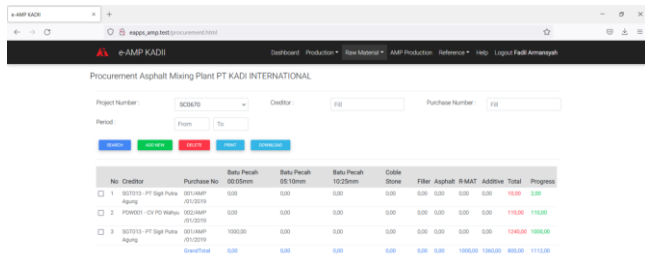 e-AMP KADII
eapps_amp.test/procurement.html
e-AMP KADII
Dashboard Production Raw Material AMP Production Reference Help Logout Fadil Armansyah
Procurement Asphalt Mixing Plant PT KADI INTERNATIONAL
Project Number : SC0670 Creditor : Fill Purchase Number : Fill
Period : From To
SEARCH ADD NEW DELETE PRINT DOWNLOAD
Batu Pecah Batu Pecah Batu Pecah Coble
No Creditor Purchase No 00:05mm 05:10mm 10:25mm Stone Filler Asphalt R-MAT Additive Total Progress
1 SGT013 - PT Sigit Putra 001/AMP 0,00 0,00 0,00 0,00 0,00 0,00 0,00 0,00 10,00 2,00
Agung /01/2019
2 PDW001 - CV PD Wahyu 002/AMP 0,00 0,00 0,00 0,00 0,00 0,00 0,00 0,00 110,00 110,00
/01/2019
3 SGT013 - PT Sigit Putra 001/AMP 1000,00 0,00 0,00 0,00 0,00 0,00 0,00 0,00 1240,00 1000,00
Agung /01/2019
GrandTotal 0,00 0,00 0,00 0,00 0,00 0,00 1000,00 1360,00 800,00 1112,00